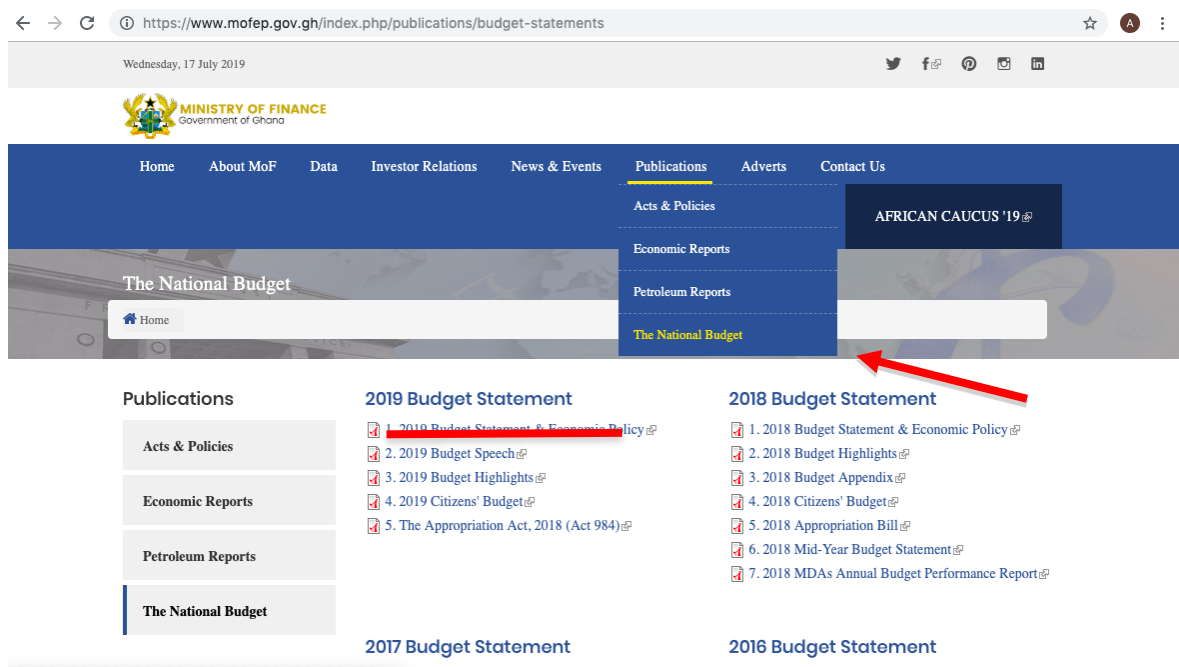 https://www.mofep.gov.gh/index.php/publications/budget-statements
A
Wednesday, 17 July 2019
MINISTRY OF FINANCE
Government of Ghana
Home About MoF Data Investor Relations News & Events Publications Adverts Contact Us
Acts & Policies
Economic Reports
Petroleum Reports
The National Budget
AFRICAN CAUCUS '19
The National Budget
Home
Publications
Acts & Policies
Economic Reports
Petroleum Reports
The National Budget
2019 Budget Statement
1. 2019 Budget Statement & Economic Policy
2. 2019 Budget Speech
3. 2019 Budget Highlights
4. 2019 Citizens' Budget
5. The Appropriation Act, 2018 (Act 984)
2018 Budget Statement
1. 2018 Budget Statement & Economic Policy
2. 2018 Budget Highlights
3. 2018 Budget Appendix
4. 2018 Citizens' Budget
5. 2018 Appropriation Bill
6. 2018 Mid-Year Budget Statement
7. 2018 MDAs Annual Budget Performance Report
2017 Budget Statement
2016 Budget Statement